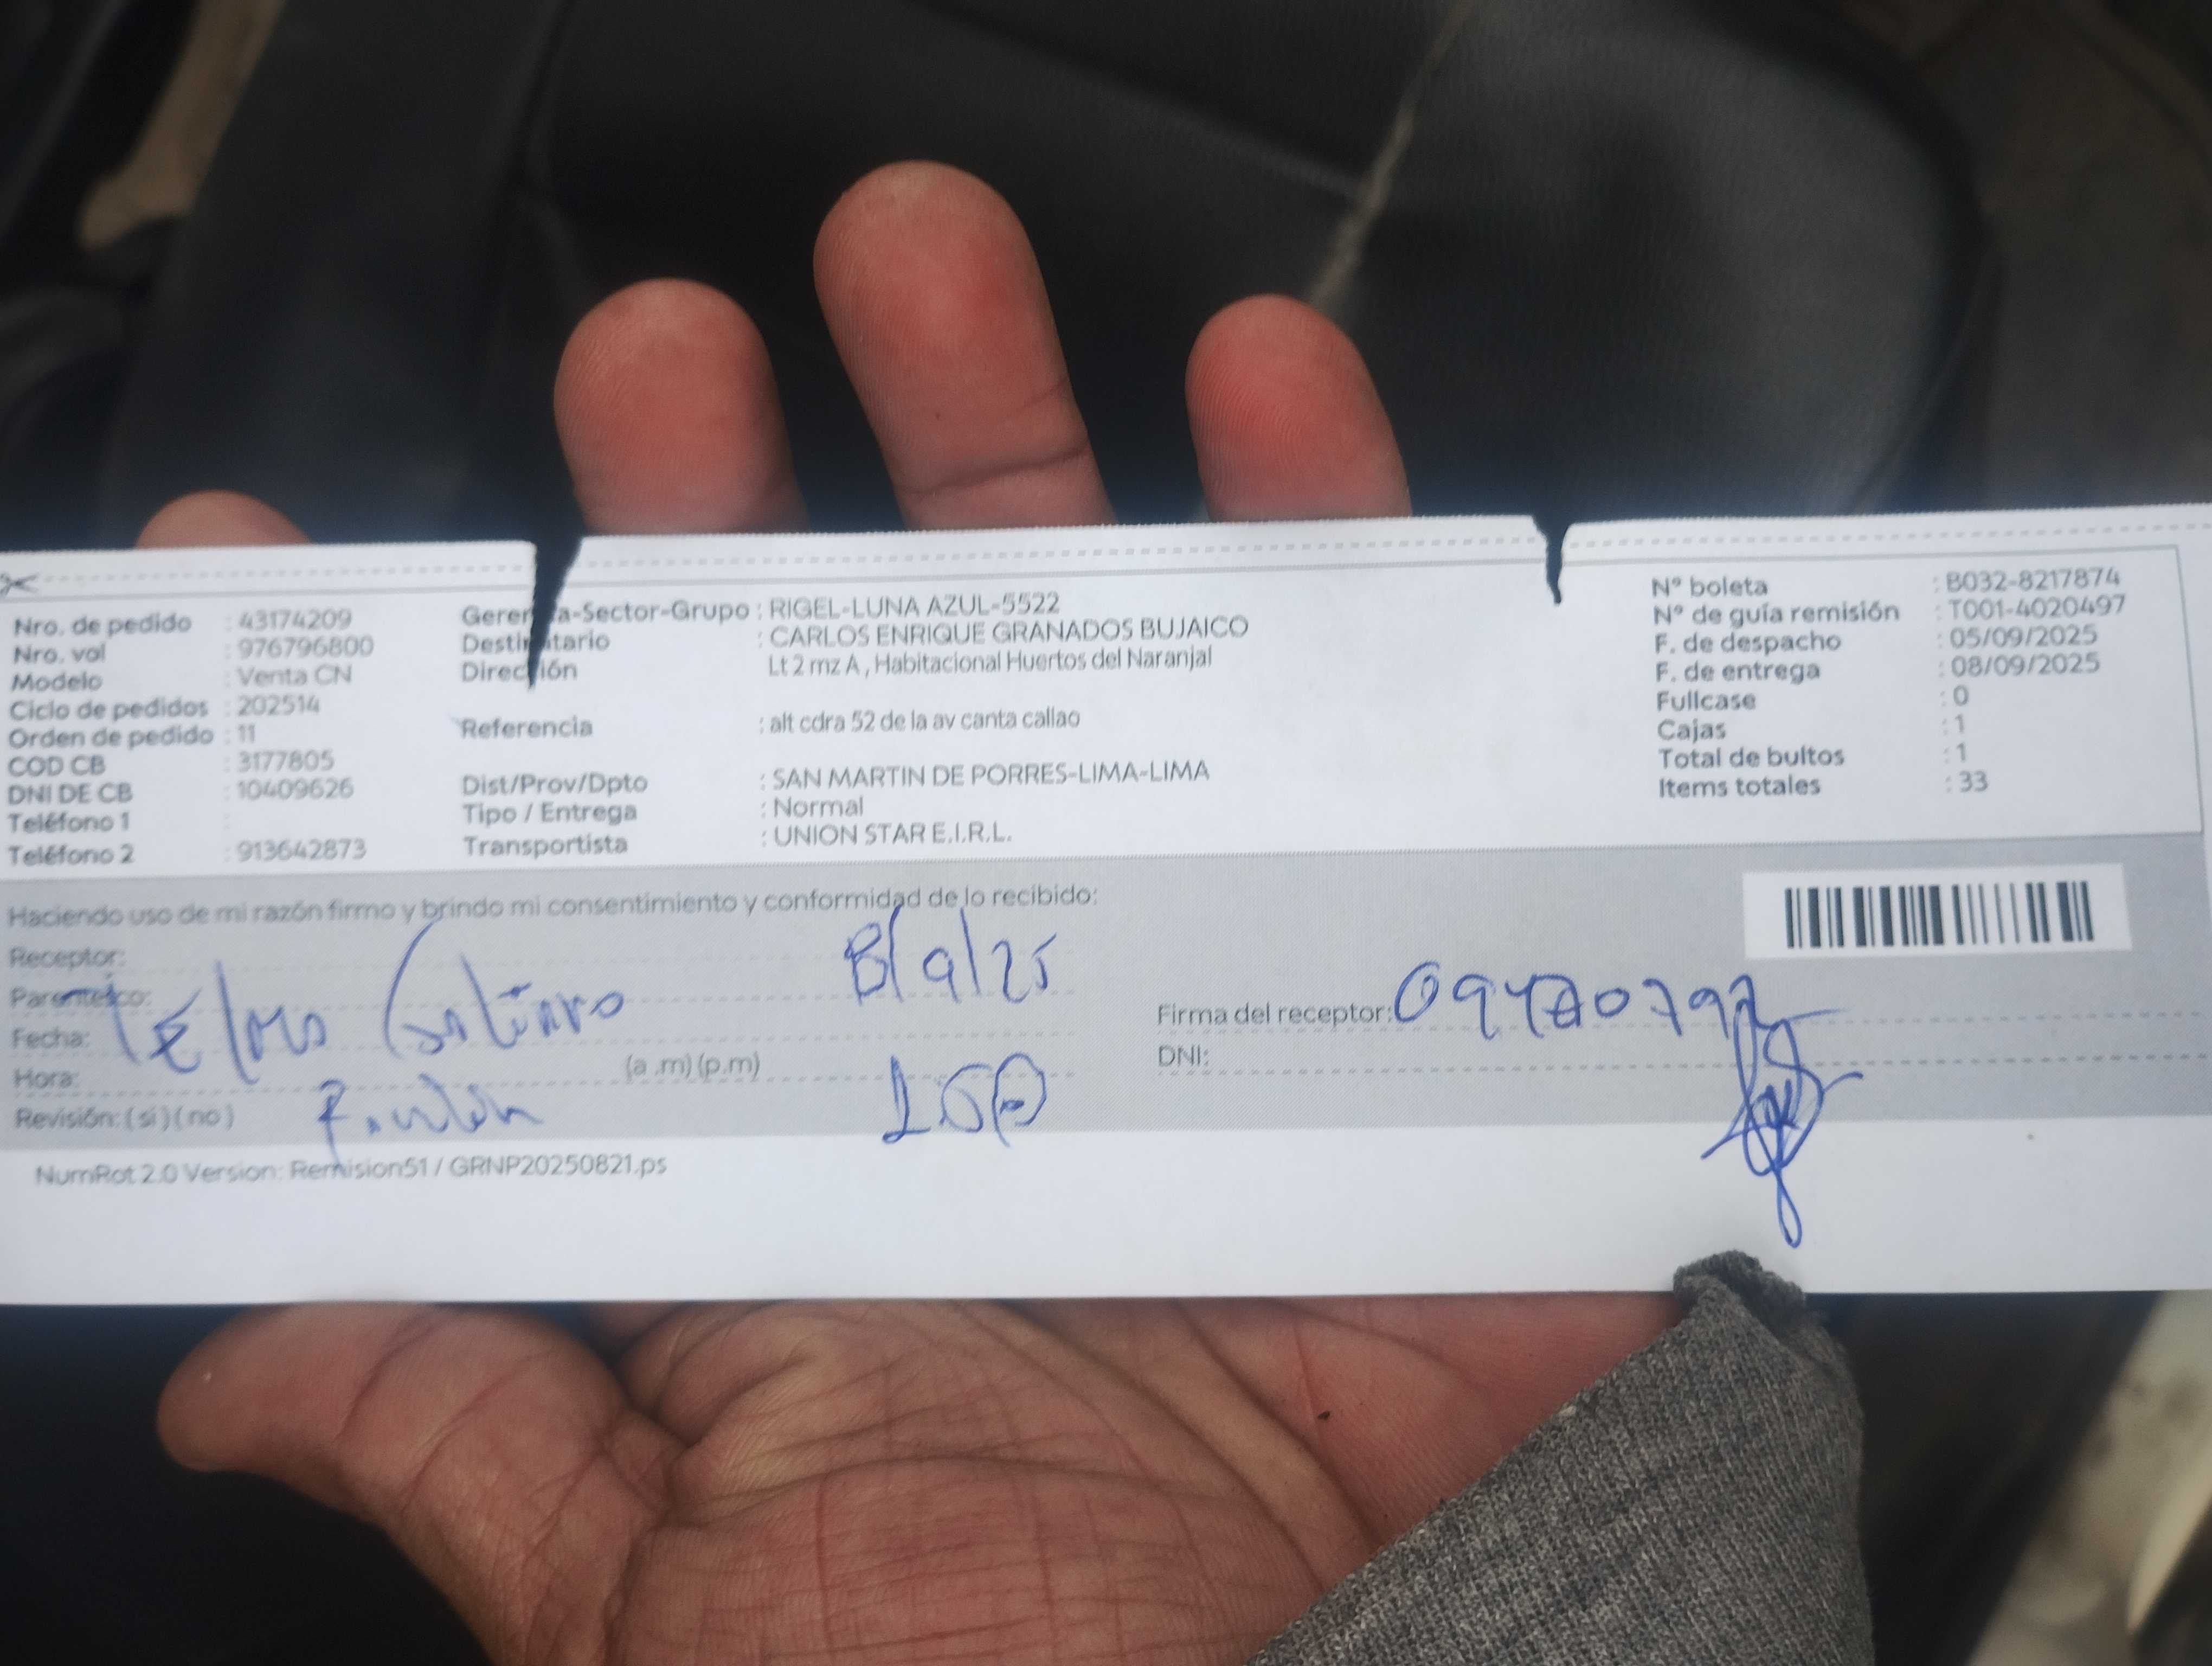 Nro. de pedido : 43174209
Nro. vol : 976796800
Modelo : Venta CN
Ciclo de pedidos : 202514
Orden de pedido : 11
COD CB : 3177805
DNI DE CB : 10409626
Teléfono 1 :
Teléfono 2 : 913642873
Gerencia-Sector-Grupo : RIGEL-LUNA AZUL-5522
Destinatario : CARLOS ENRIQUE GRANADOS BUJAICO
Dirección Lt 2 mz A , Habitacional Huertos del Naranjal
Referencia : alt cdra 52 de la av canta callao
Dist/Prov/Dpto : SAN MARTIN DE PORRES-LIMA-LIMA
Tipo / Entrega : Normal
Transportista : UNION STAR E.I.R.L.
N° boleta : B032-8217874
N° de guía remisión : T001-4020497
F. de despacho : 05/09/2025
F. de entrega : 08/09/2025
Fullcase : 0
Cajas : 1
Total de bultos : 1
Items totales : 33
Haciendo uso de mi razón firmo y brindo mi consentimiento y conformidad de lo recibido:
Receptor:
Parentesco:
Fecha: 8/9/25
Hora: (a .m) (p.m)
Revisión: ( si ) ( no )
Firma del receptor:
DNI:
NumRot 2.0 Version: Remision51 / GRNP20250821.ps